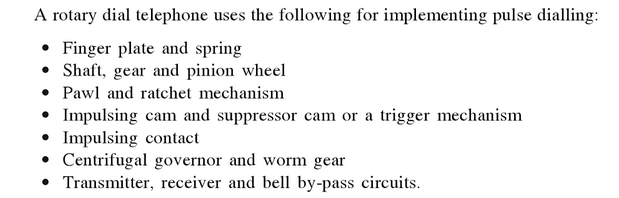 A rotary dial telephone uses the following for implementing pulse dialling:
• Finger plate and spring
• Shaft, gear and pinion wheel
• Pawl and ratchet mechanism
• Impulsing cam and suppressor cam or a trigger mechanism
• Impulsing contact
• Centrifugal governor and worm gear
• Transmitter, receiver and bell by-pass circuits.